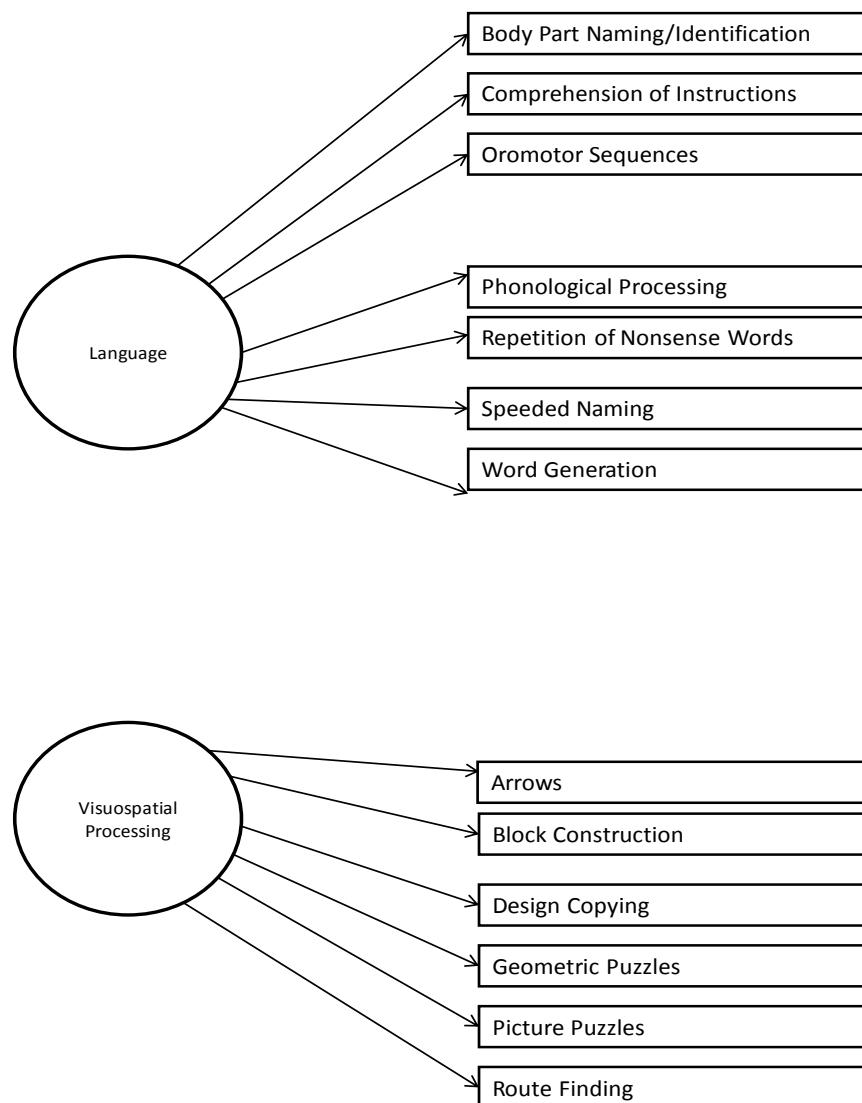 Body Part Naming/Identification
Comprehension of Instructions
Oromotor Sequences
Phonological Processing
Repetition of Nonsense Words
Language
Speeded Naming
Word Generation
Arrows
Visuospatial
Processing
Block Construction
Design Copying
Geometric Puzzles
Picture Puzzles
Route Finding